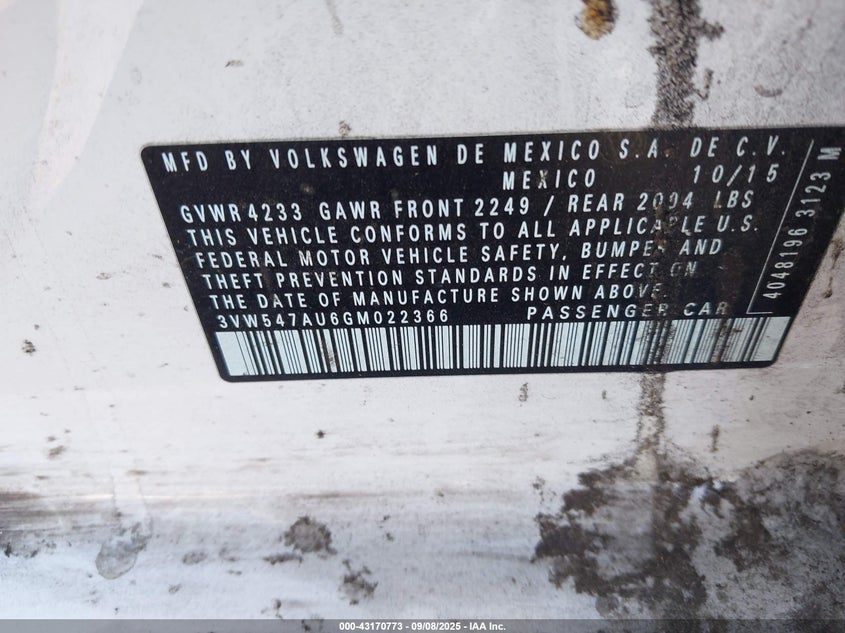 MFD BY VOLKSWAGEN DE MEXICO S.A. DE C.V.
MEXICO 10/15
GVWR 4233 GAWR FRONT 2249 / REAR 2094 LBS
THIS VEHICLE CONFORMS TO ALL APPLICABLE U.S.
FEDERAL MOTOR VEHICLE SAFETY, BUMPER AND
THEFT PREVENTION STANDARDS IN EFFECT ON
THE DATE OF MANUFACTURE SHOWN ABOVE.
3VW547AU6GM022366 PASSENGER CAR
4048196 3123 M
000-43170773 - 09/08/2025 - IAA Inc.